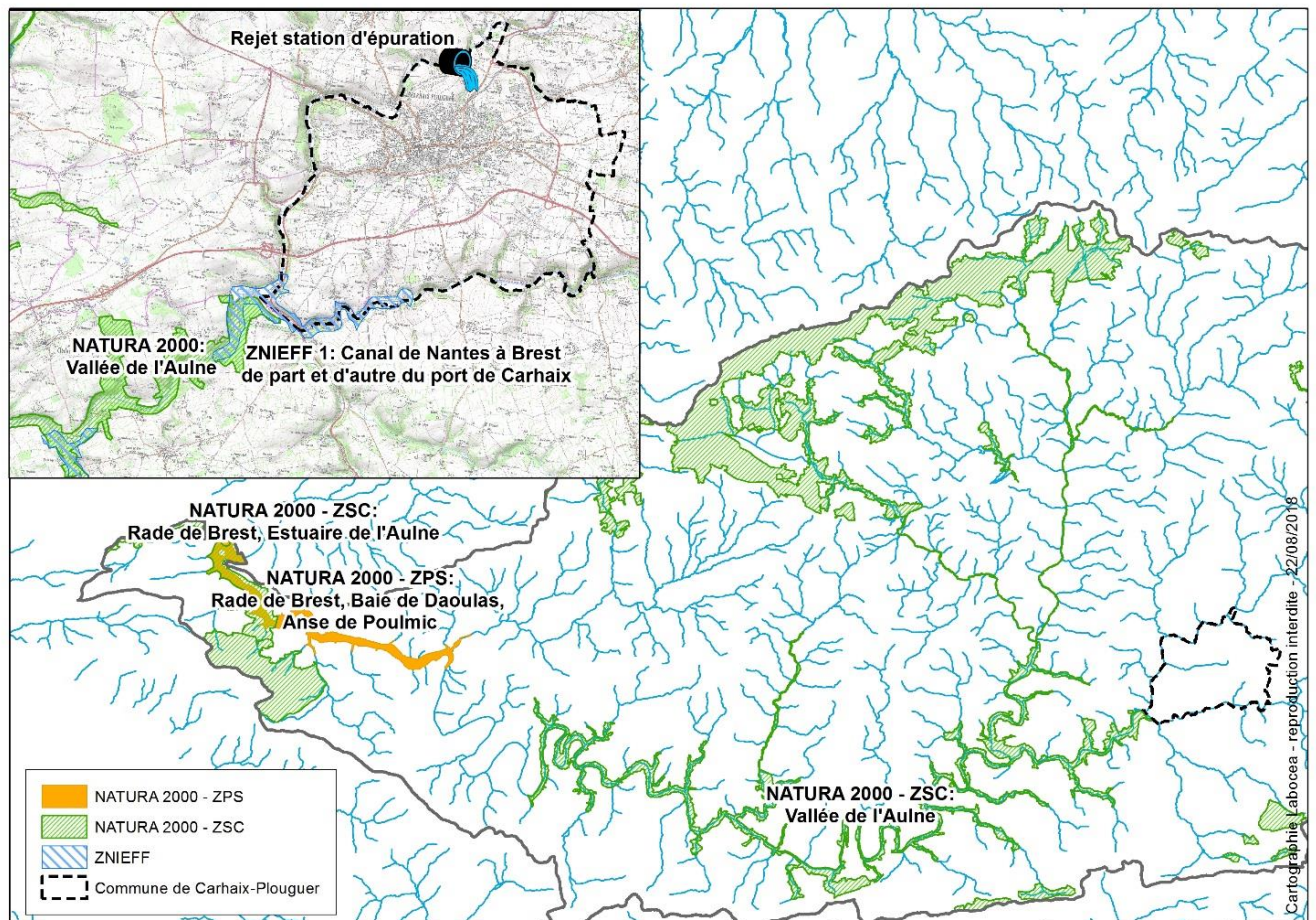 Rejet station d'épuration
NATURA 2000:
Vallée de l'Aulne
ZNIEFF 1: Canal de Nantes à Brest
de part et d'autre du port de Carhaix
NATURA 2000 - ZSC:
Rade de Brest, Estuaire de l'Aulne
NATURA 2000 - ZPS:
Rade de Brest, Baie de Daoulas,
Anse de Poulmic
NATURA 2000 - ZSC:
Vallée de l'Aulne
NATURA 2000 - ZPS
NATURA 2000 - ZSC
ZNIEFF
Commune de Carhaix-Plouguer
Cartographie Labocea - reproduction interdite - 22/08/2018